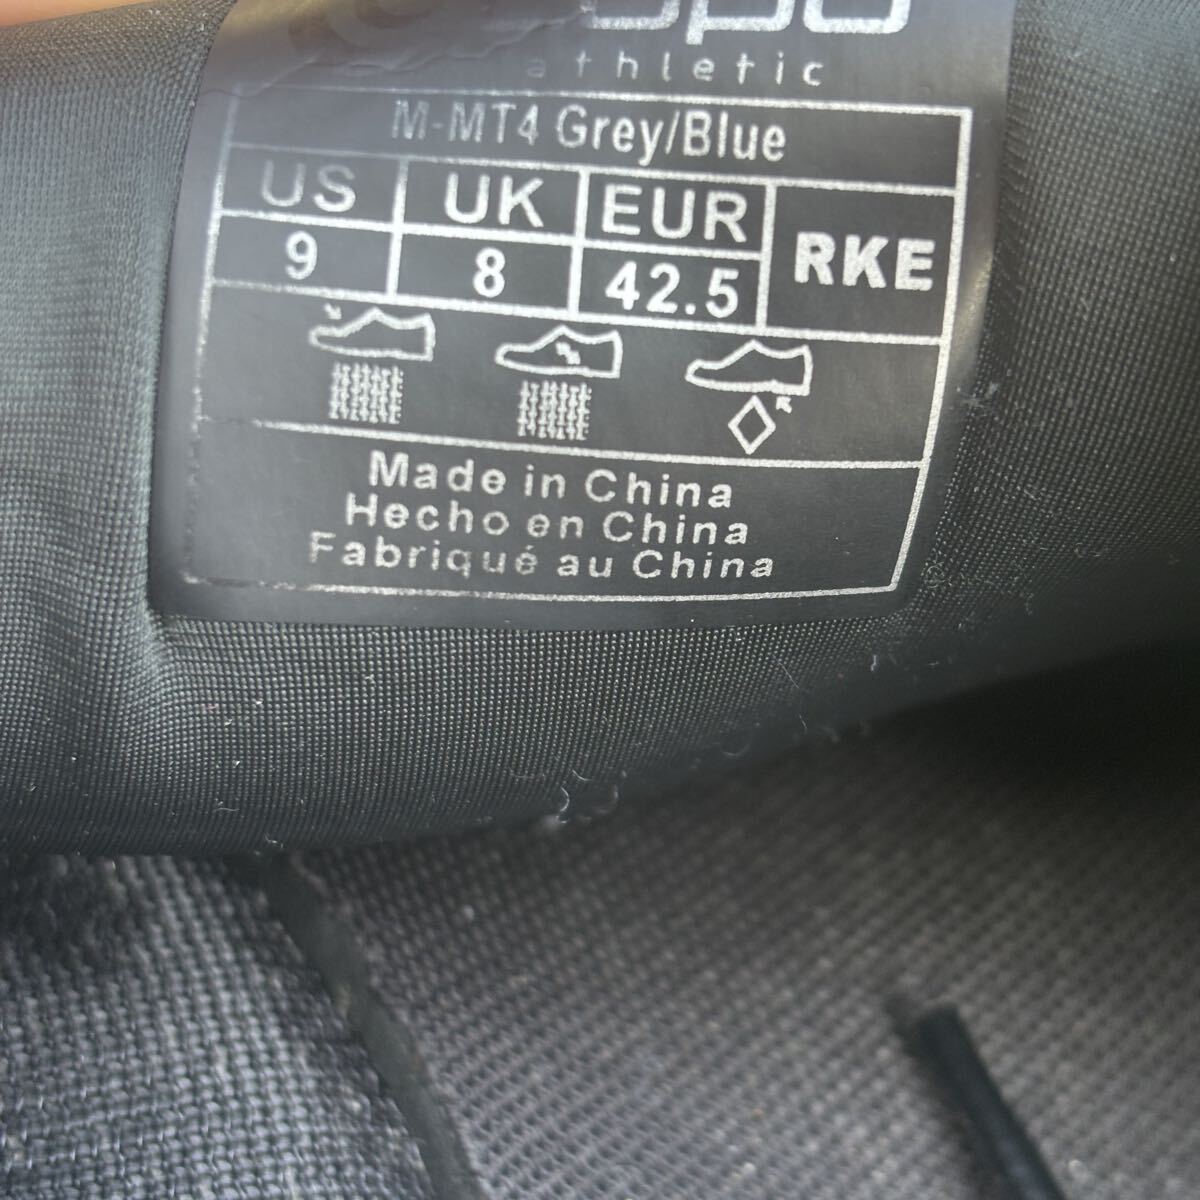 athletic
M-MT4 Grey/Blue
US UK EUR RKE
9 8 42.5
Made in China
Hecho en China
Fabriqué au China